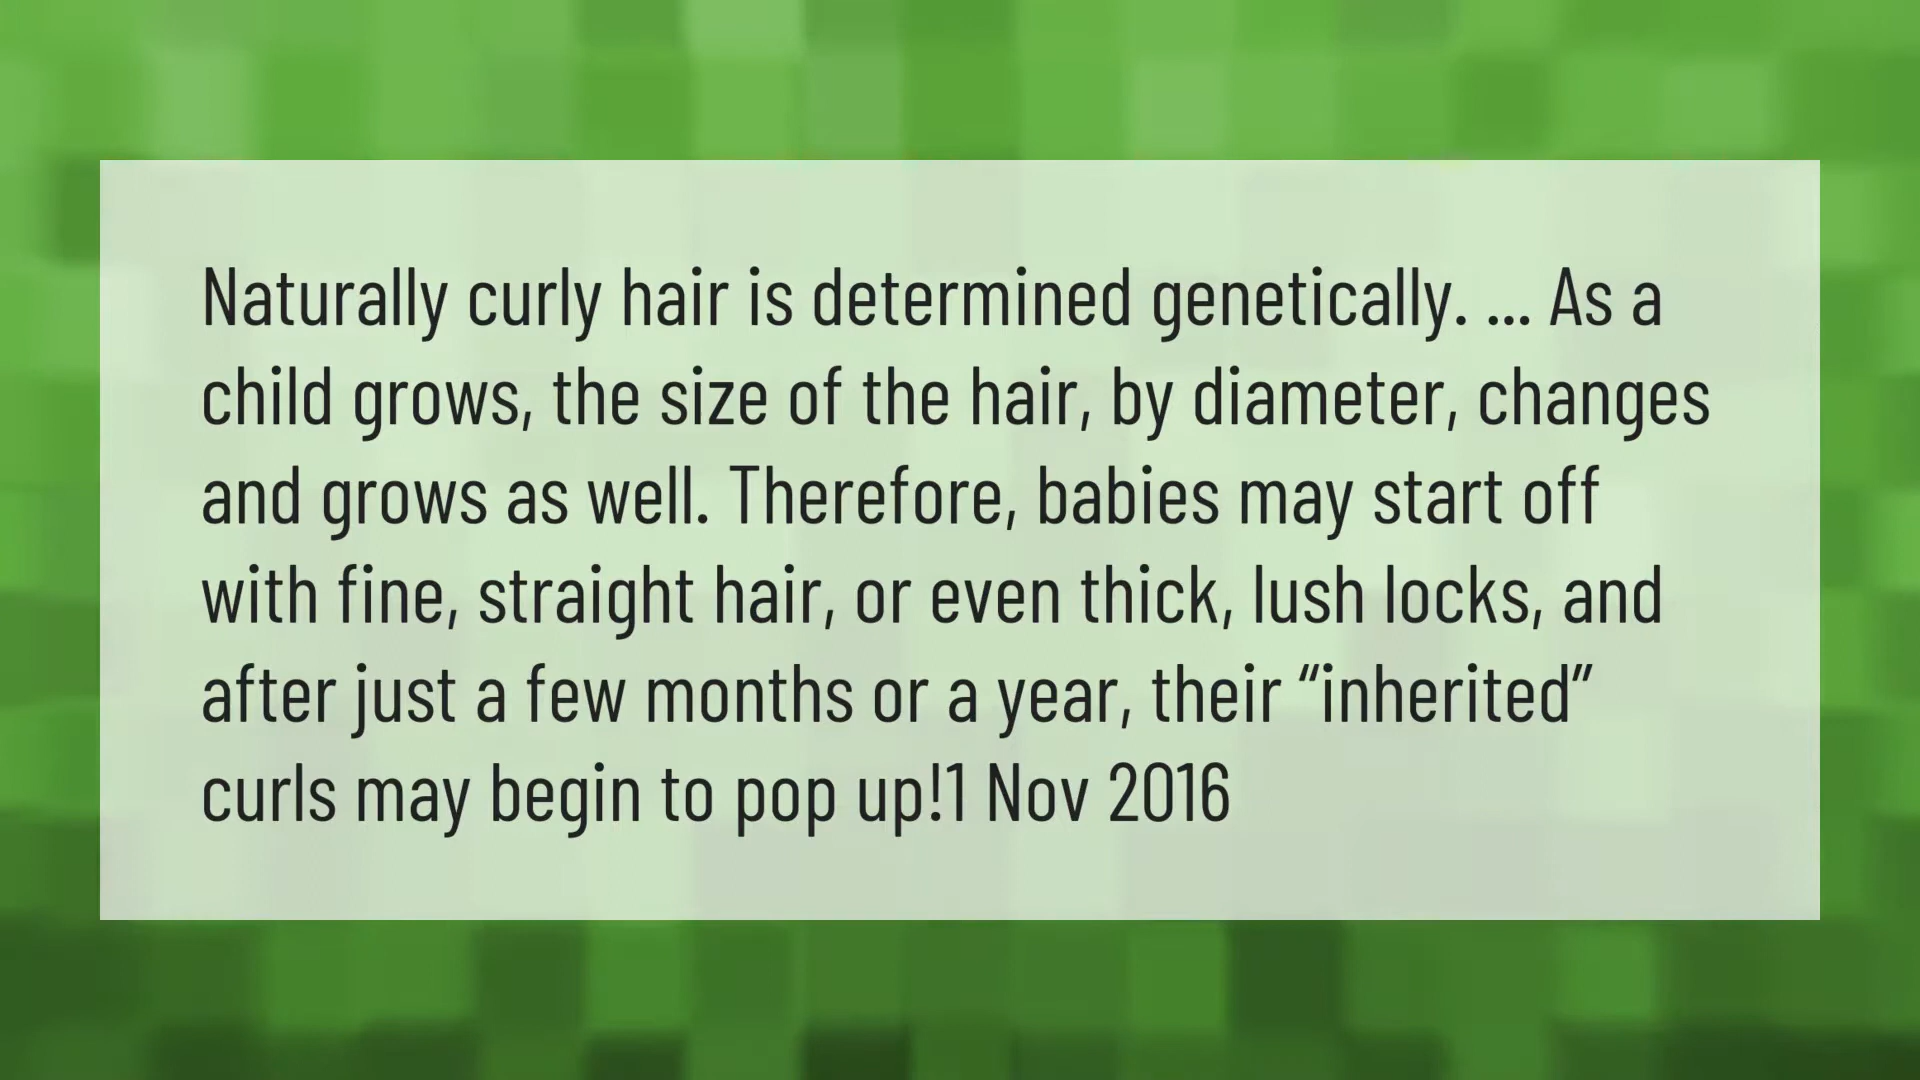 Naturally curly hair is determined genetically. ... As a
child grows, the size of the hair, by diameter, changes
and grows as well. Therefore, babies may start off
with fine, straight hair, or even thick, lush locks, and
after just a few months or a year, their “inherited”
curls may begin to pop up!1 Nov 2016